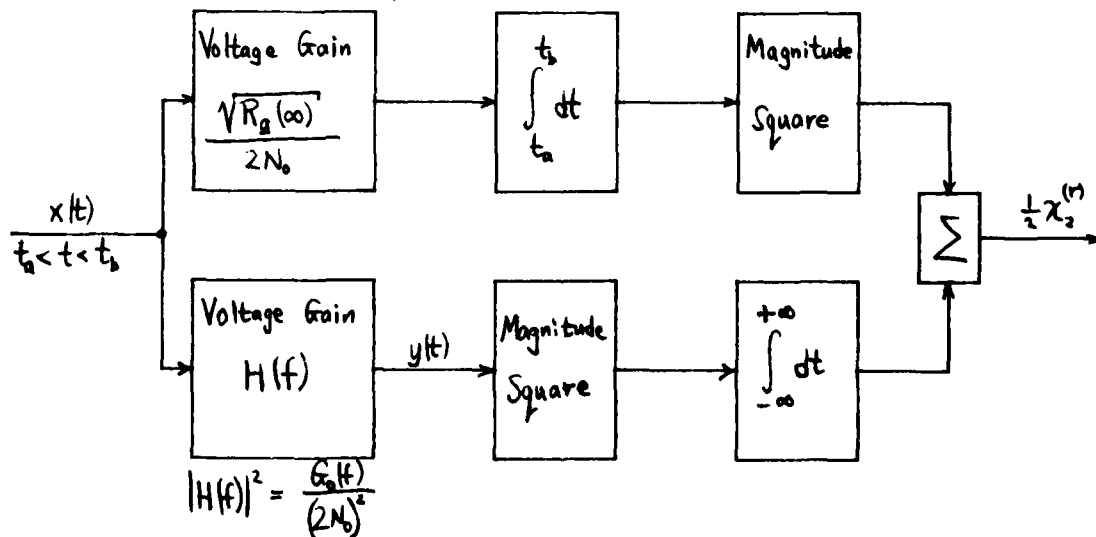 Voltage Gain
√R_a(∞) / 2N₀
∫_{t_a}^{t_b} dt
Magnitude
Square
x(t)
t_a < t < t_b
Σ
½ χ₂^(r)
Voltage Gain
H(f)
y(t)
Magnitude
Square
∫_{-∞}^{+∞} dt
|H(f)|² = G₀(f) / (2N₀)²